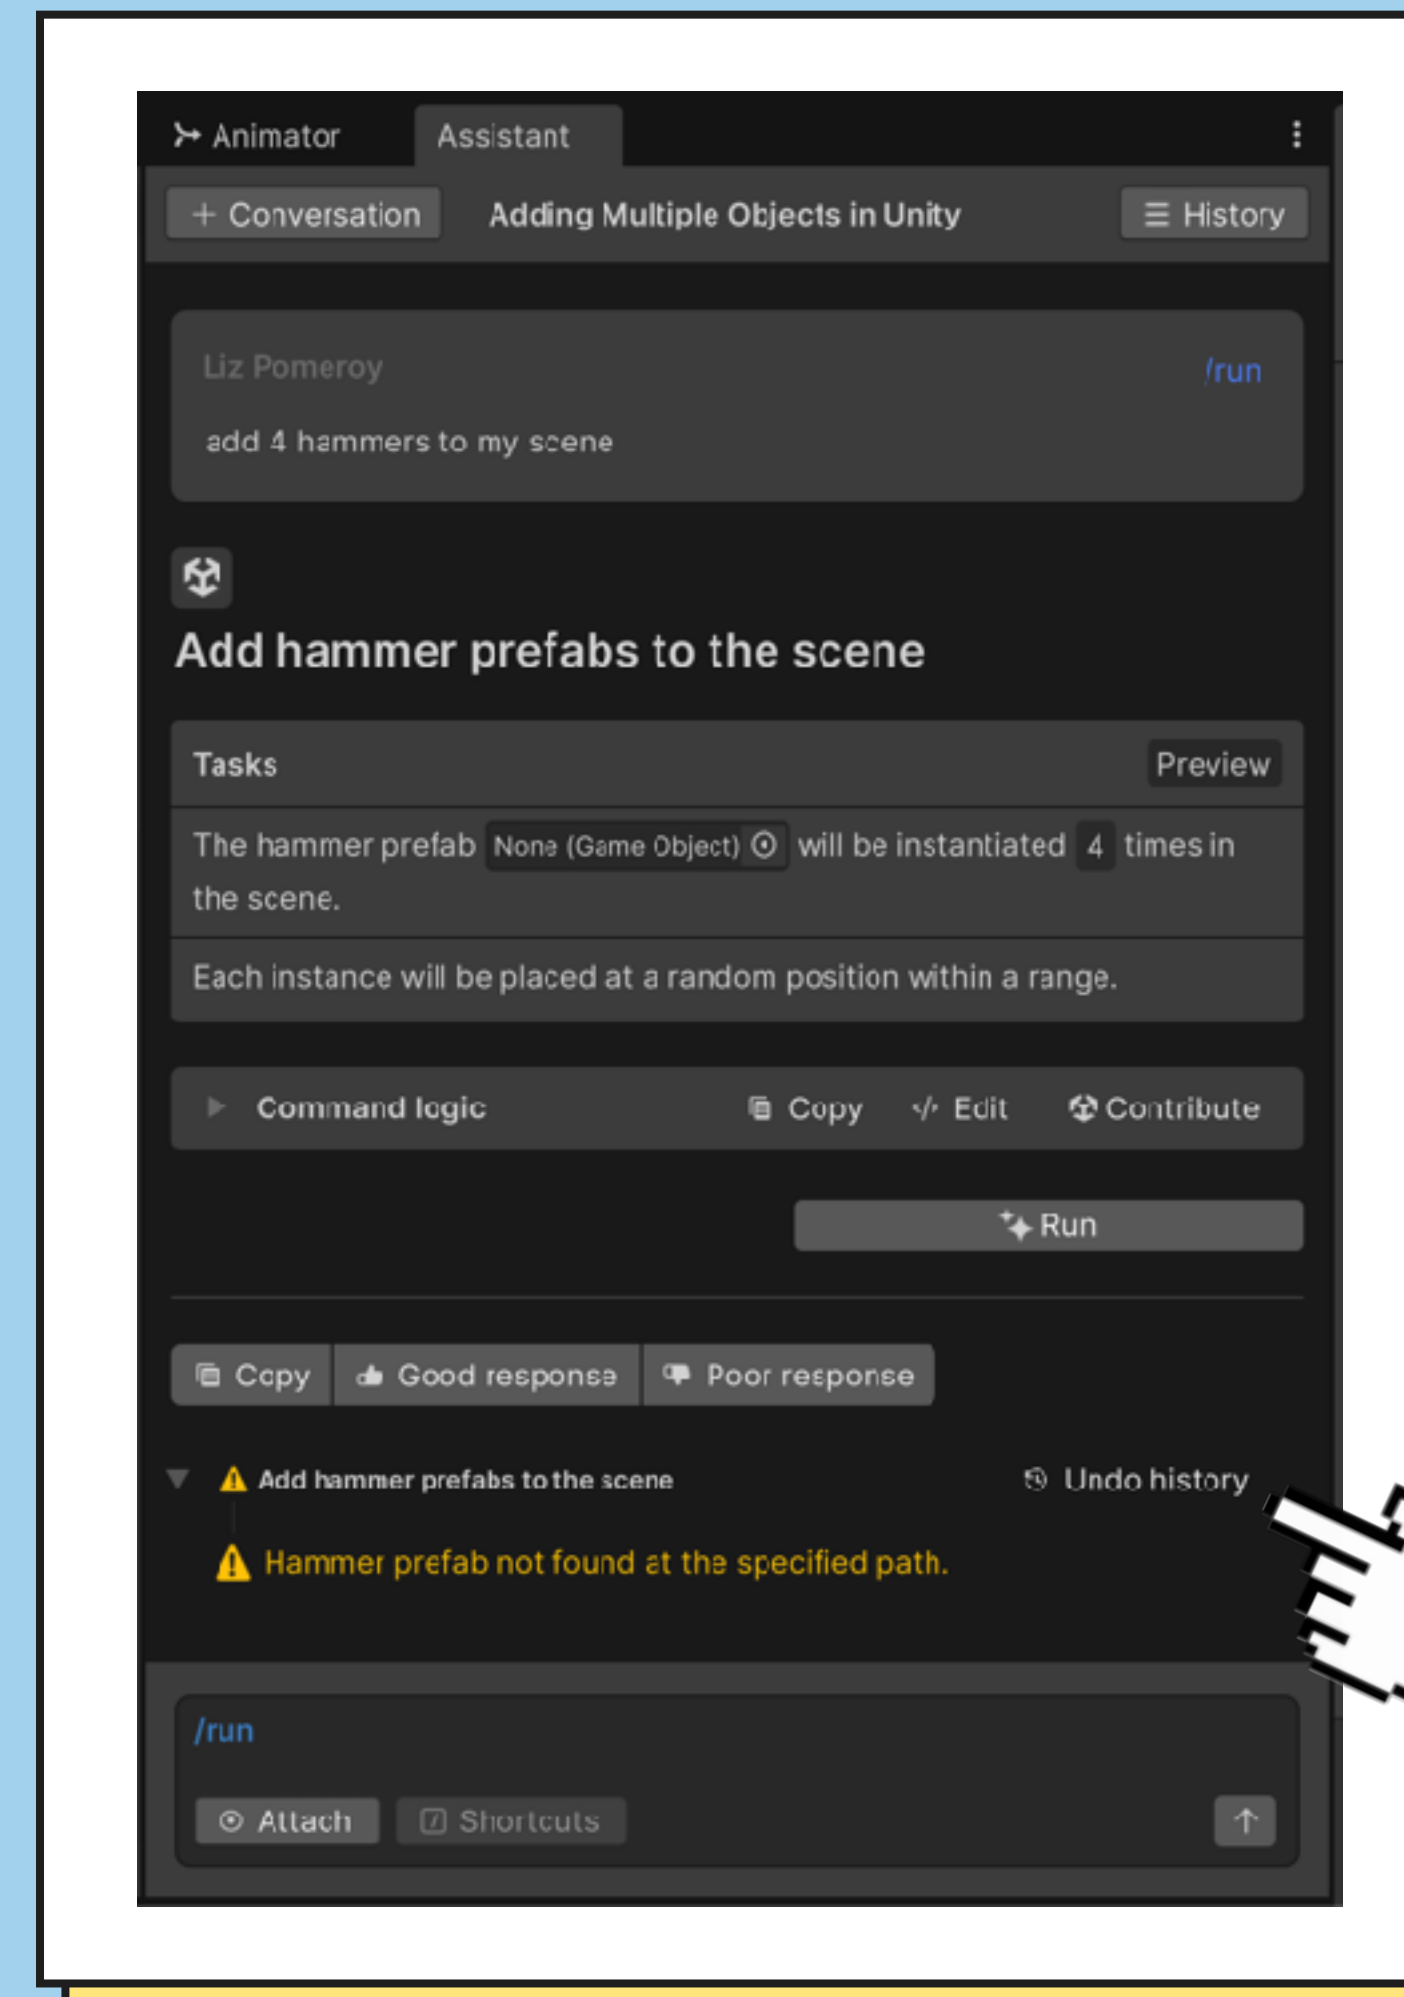 Animator
Assistant
+ Conversation
Adding Multiple Objects in Unity
History
Liz Pomeroy
/run
add 4 hammers to my scene
Add hammer prefabs to the scene
Tasks
Preview
The hammer prefab None (Game Object) will be instantiated 4 times in
the scene.
Each instance will be placed at a random position within a range.
Command logic
Copy
Edit
Contribute
Run
Copy
Good response
Poor response
Add hammer prefabs to the scene
Undo history
Hammer prefab not found at the specified path.
/run
Attach
Shortcuts